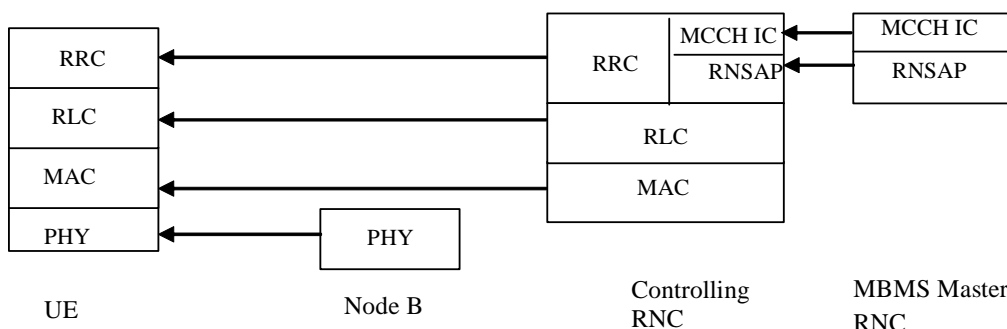 RRC
RLC
MAC
PHY
UE
PHY
Node B
RRC
MCCH IC
RNSAP
RLC
MAC
Controlling
RNC
MCCH IC
RNSAP
MBMS Master
RNC